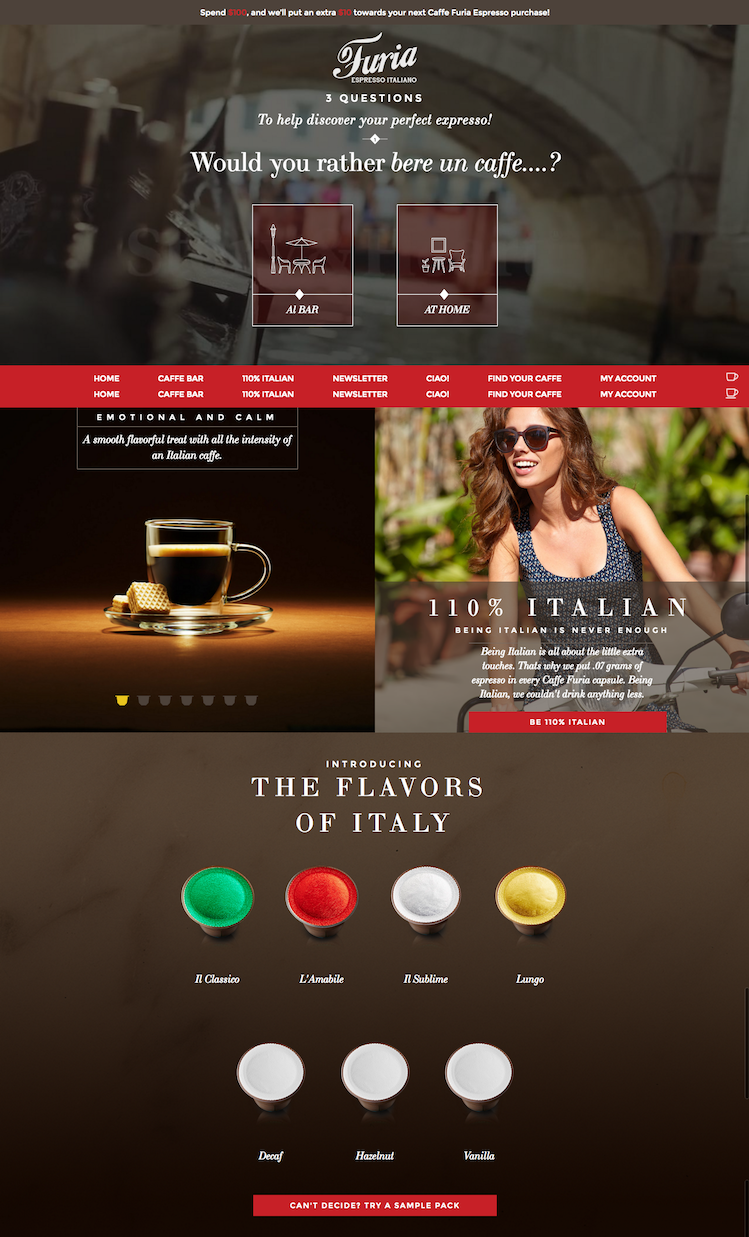 Spend $100, and we'll put an extra $10 towards your next Caffe Furia Espresso purchase!
Furia
ESPRESSO ITALIANO
3 QUESTIONS
To help discover your perfect expresso!
Would you rather bere un caffe....?
Al BAR
AT HOME
HOME CAFFE BAR 110% ITALIAN NEWSLETTER CIAO! FIND YOUR CAFFE MY ACCOUNT
HOME CAFFE BAR 110% ITALIAN NEWSLETTER CIAO! FIND YOUR CAFFE MY ACCOUNT
EMOTIONAL AND CALM
A smooth flavorful treat with all the intensity of
an Italian caffe.
110% ITALIAN
BEING ITALIAN IS NEVER ENOUGH
Being Italian is all about the little extra
touches. Thats why we put .07 grams of
espresso in every Caffe Furia capsule. Being
Italian, we couldn't drink anything less.
BE 110% ITALIAN
INTRODUCING
THE FLAVORS
OF ITALY
Il Classico
L'Amabile
Il Sublime
Lungo
Decaf
Hazelnut
Vanilla
CAN'T DECIDE? TRY A SAMPLE PACK